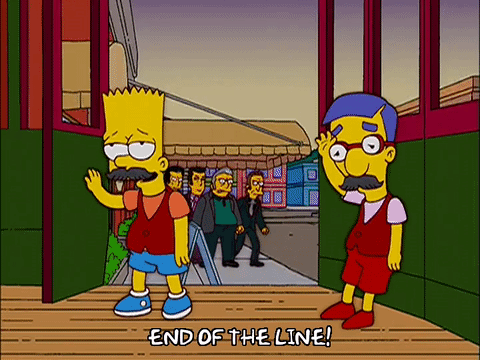 END OF THE LINE!